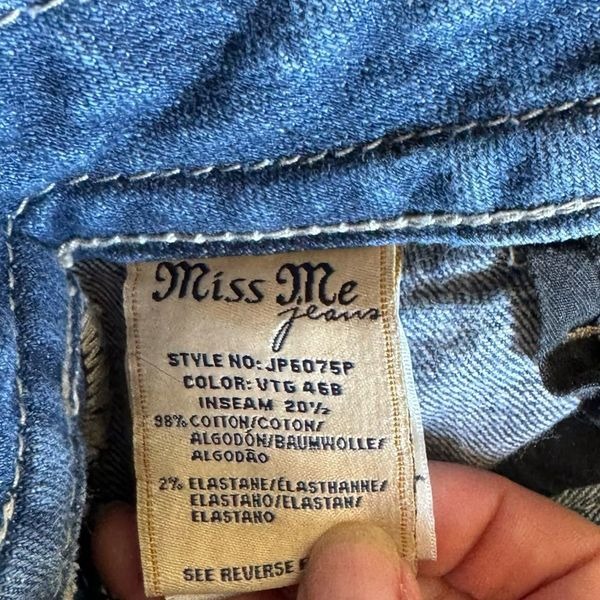 Miss Me
jeans
STYLE NO: JP6075P
COLOR: VTG 46B
INSEAM 20½
98% COTTON/COTON/
ALGODÓN/BAUMWOLLE/
ALGODÃO
2% ELASTANE/ÉLASTHANNE/
ELASTANO/ELASTAN/
ELASTANO
SEE REVERSE